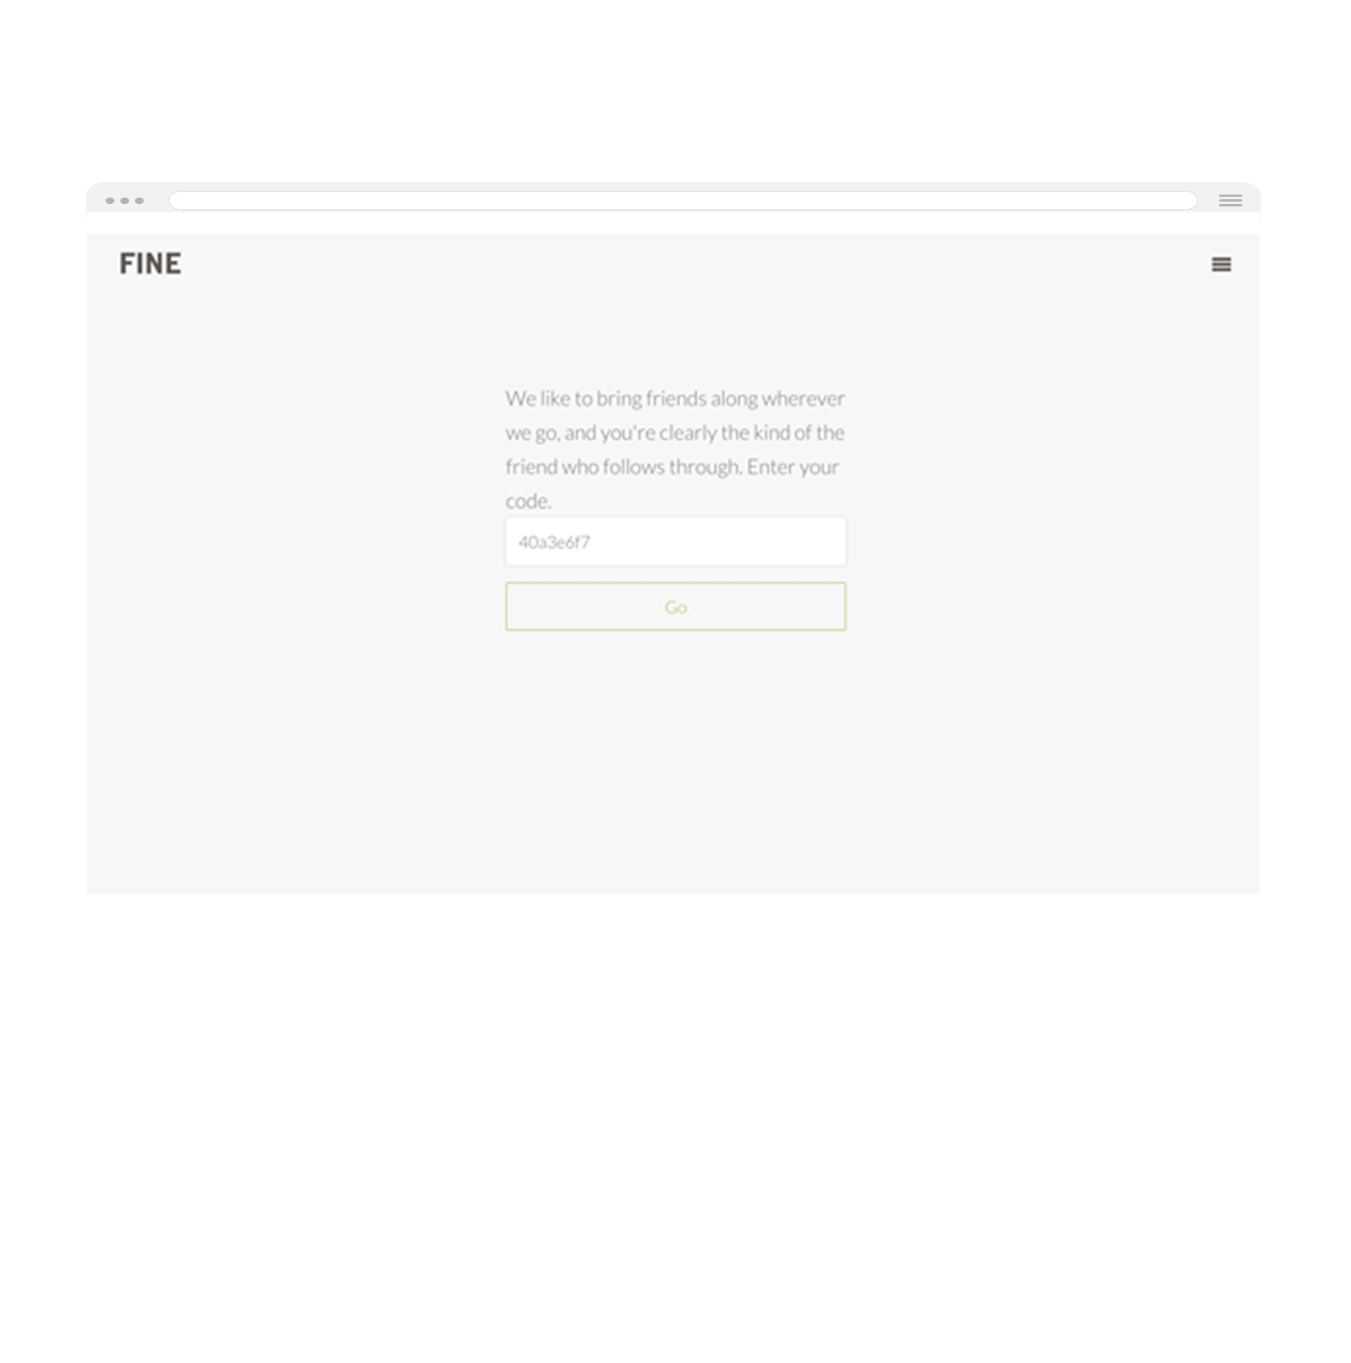 FINE
We like to bring friends along wherever
we go, and you're clearly the kind of the
friend who follows through. Enter your
code.
40a3e6f7
Go